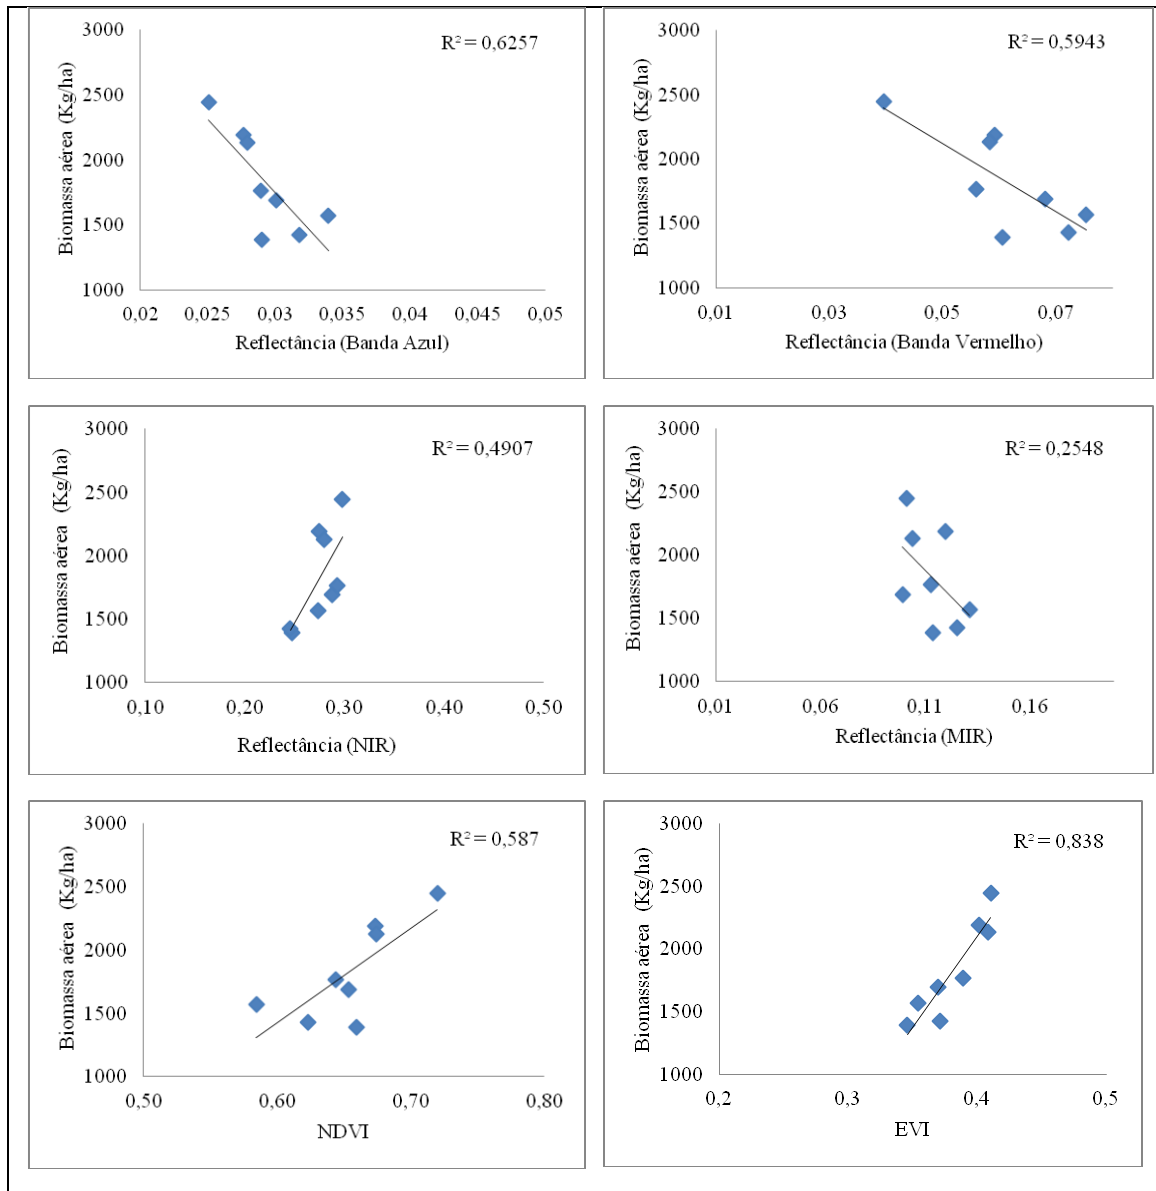 3000
2500
2000
1500
1000
Biomassa aérea (Kg/ha)
R² = 0,6257
0,02 0,025 0,03 0,035 0,04 0,045 0,05
Reflectância (Banda Azul)
3000
2500
2000
1500
1000
Biomassa aérea (Kg/ha)
R² = 0,5943
0,01 0,03 0,05 0,07
Reflectância (Banda Vermelho)
3000
2500
2000
1500
1000
Biomassa aérea (Kg/ha)
R² = 0,4907
0,10 0,20 0,30 0,40 0,50
Reflectância (NIR)
3000
2500
2000
1500
1000
Biomassa aérea (Kg/ha)
R² = 0,2548
0,01 0,06 0,11 0,16
Reflectância (MIR)
3000
2500
2000
1500
1000
Biomassa aérea (Kg/ha)
R² = 0,587
0,50 0,60 0,70 0,80
NDVI
3000
2500
2000
1500
1000
Biomassa aérea (Kg/ha)
R² = 0,838
0,2 0,3 0,4 0,5
EVI